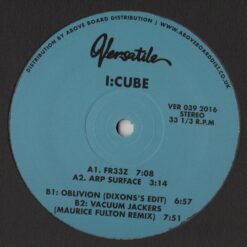 DISTRIBUTION BY ABOVE BOARD DISTRIBUTION | WWW.ABOVEBOARDDIST.CO.UK
Versatile
I:CUBE
VER 039 2016
STEREO
33 1/3 R.P.M
A1. FR33Z 7:08
A2. ARP SURFACE 3:14
B1: OBLIVION (DIXONS'S EDIT) 6:57
B2: VACUUM JACKERS
(MAURICE FULTON REMIX) 7:51